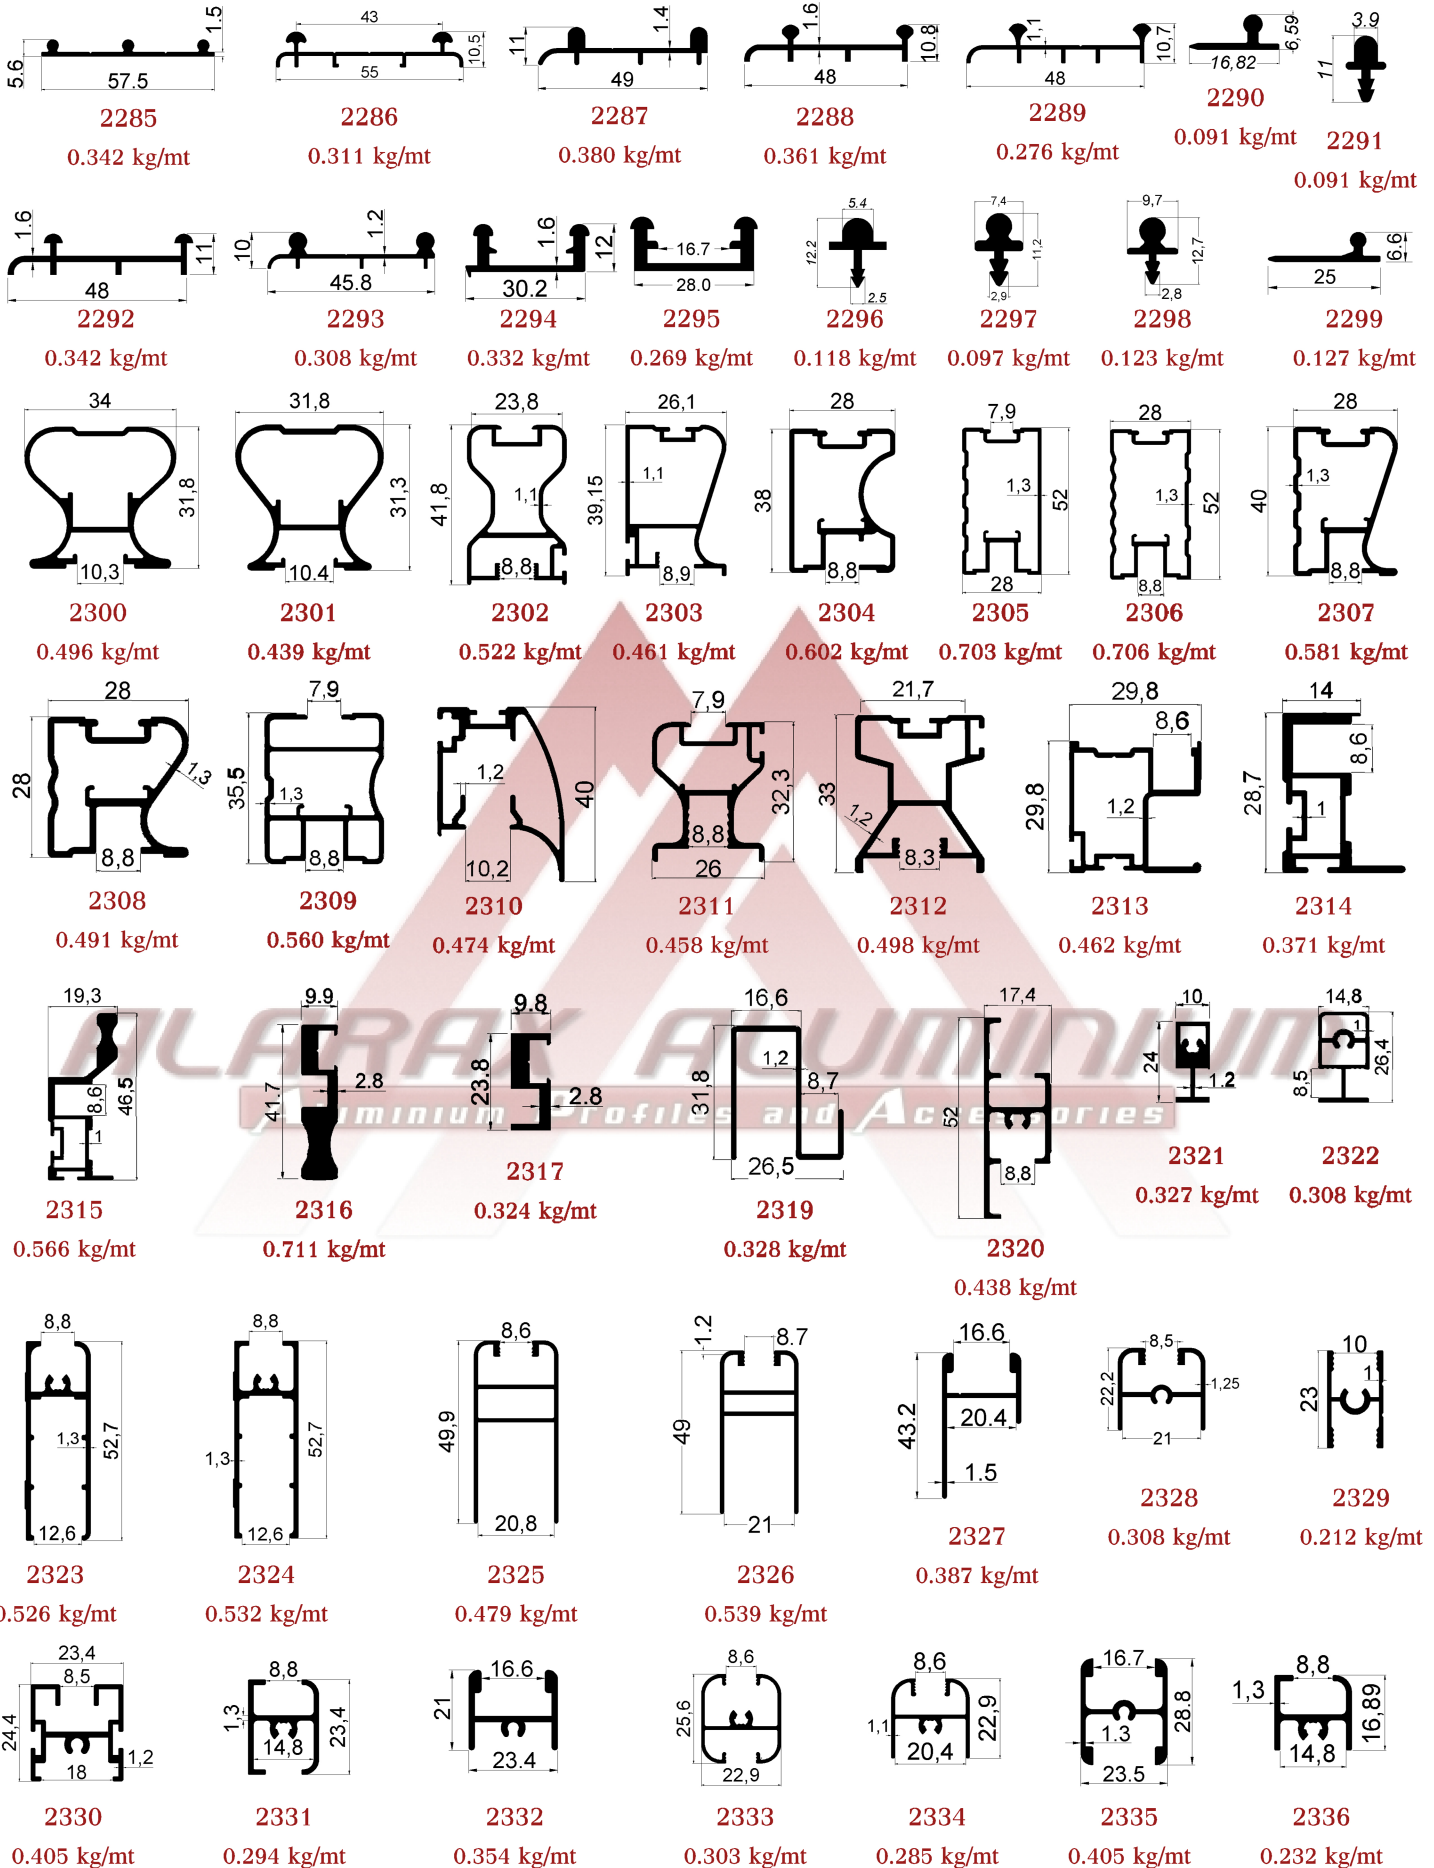 43 1.5 1.4 1.6 1,1 10,5 11 10.8 10,7 6,59 3.9 11
5.6 57.5 55 49 48 48 16,82
2285 2286 2287 2288 2289 2290 2291
0.342 kg/mt 0.311 kg/mt 0.380 kg/mt 0.361 kg/mt 0.276 kg/mt 0.091 kg/mt 0.091 kg/mt
1.6 11 10 1.2 1.6 12 16.7 5.4 12.2 7,4 11,2 9,7 12,7 6.6
48 45.8 30.2 28.0 2.5 2,9 2,8 25
2292 2293 2294 2295 2296 2297 2298 2299
0.342 kg/mt 0.308 kg/mt 0.332 kg/mt 0.269 kg/mt 0.118 kg/mt 0.097 kg/mt 0.123 kg/mt 0.127 kg/mt
34 31,8 23,8 26,1 28 7,9 28 28
31,8 31,3 41,8 1,1 39,15 1,1 38 1,3 52 1,3 52 40 1,3
10,3 10.4 8,8 8,9 8,8 28 8,8 8,8
2300 2301 2302 2303 2304 2305 2306 2307
0.496 kg/mt 0.439 kg/mt 0.522 kg/mt 0.461 kg/mt 0.602 kg/mt 0.703 kg/mt 0.706 kg/mt 0.581 kg/mt
28 7,9 7,9 21,7 29,8 8,6 14
28 1,3 35,5 1,3 1,2 40 32,3 33 1,2 29,8 1,2 28,7 8,6 1
8,8 8,8 10,2 8,8 26 8,3
2308 2309 2310 2311 2312 2313 2314
0.491 kg/mt 0.560 kg/mt 0.474 kg/mt 0.458 kg/mt 0.498 kg/mt 0.462 kg/mt 0.371 kg/mt
19,3 9.9 9.8 16,6 17,4 10 14,8
ALARAX ALUMINIUM
8,6 46,5 1 41.7 2.8 23.8 2.8 31,8 1,2 8,7 26,5 52 8,8 24 1.2 1 8,5 26,4
Aluminium Profiles and Accessories
2315 2316 2317 2319 2320 2321 2322
0.566 kg/mt 0.711 kg/mt 0.324 kg/mt 0.328 kg/mt 0.438 kg/mt 0.327 kg/mt 0.308 kg/mt
8,8 8,8 8,6 1.2 8.7 16.6 8,5 10
1,3 52,7 1,3 52,7 49,9 49 43.2 20.4 1.5 22,2 1,25 21 23 1
12,6 12,6 20,8 21
2323 2324 2325 2326 2327 2328 2329
0.526 kg/mt 0.532 kg/mt 0.479 kg/mt 0.539 kg/mt 0.387 kg/mt 0.308 kg/mt 0.212 kg/mt
23,4 8,5 8,8 16.6 8,6 8,6 16.7 8,8
24,4 1,2 18 1,3 14,8 23,4 21 23.4 25,6 22,9 1,1 20,4 22,9 1.3 28.8 23.5 1,3 14,8 16,89
2330 2331 2332 2333 2334 2335 2336
0.405 kg/mt 0.294 kg/mt 0.354 kg/mt 0.303 kg/mt 0.285 kg/mt 0.405 kg/mt 0.232 kg/mt